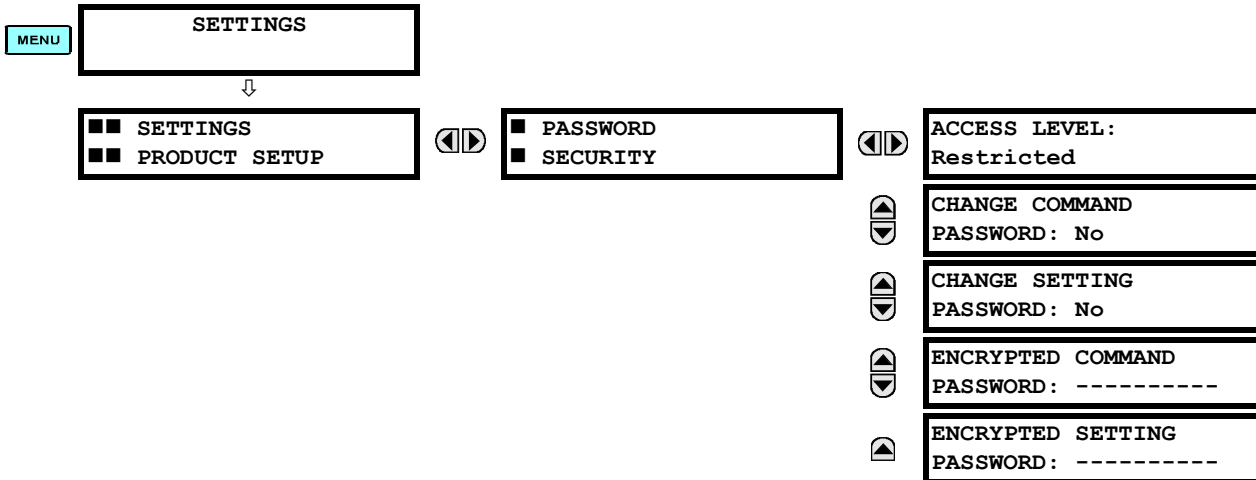 MENU
SETTINGS
■■ SETTINGS
■■ PRODUCT SETUP
■ PASSWORD
■ SECURITY
ACCESS LEVEL:
Restricted
CHANGE COMMAND
PASSWORD: No
CHANGE SETTING
PASSWORD: No
ENCRYPTED COMMAND
PASSWORD: ----------
ENCRYPTED SETTING
PASSWORD: ----------